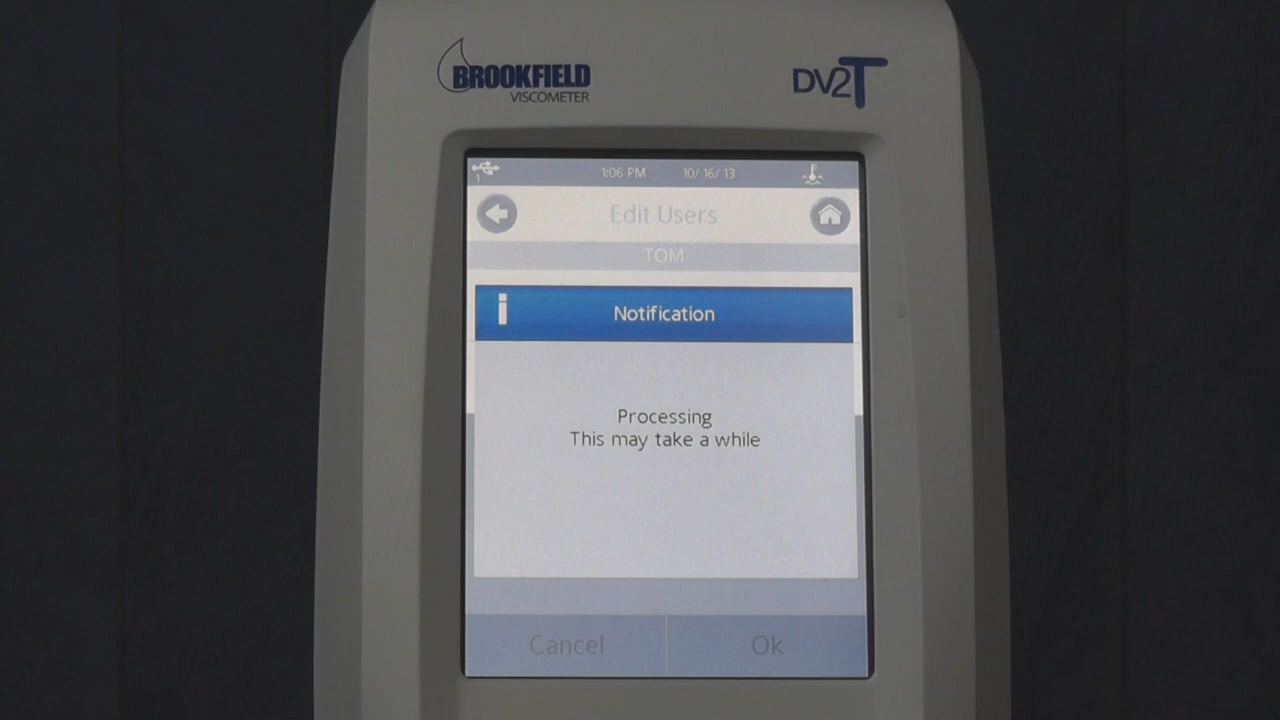 BROOKFIELD
VISCOMETER
DV2T
1
1:06 PM 10/ 16/ 13
Edit Users
TOM
i Notification
Processing
This may take a while
Cancel Ok